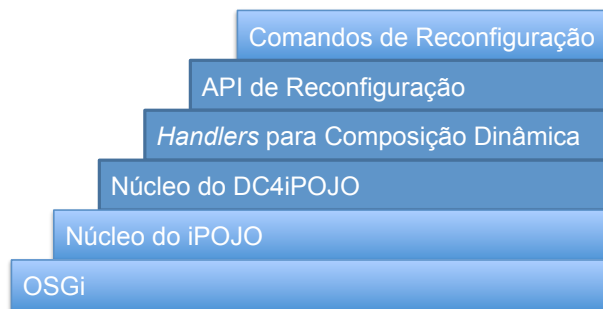 Comandos de Reconfiguração
API de Reconfiguração
Handlers para Composição Dinâmica
Núcleo do DC4iPOJO
Núcleo do iPOJO
OSGi